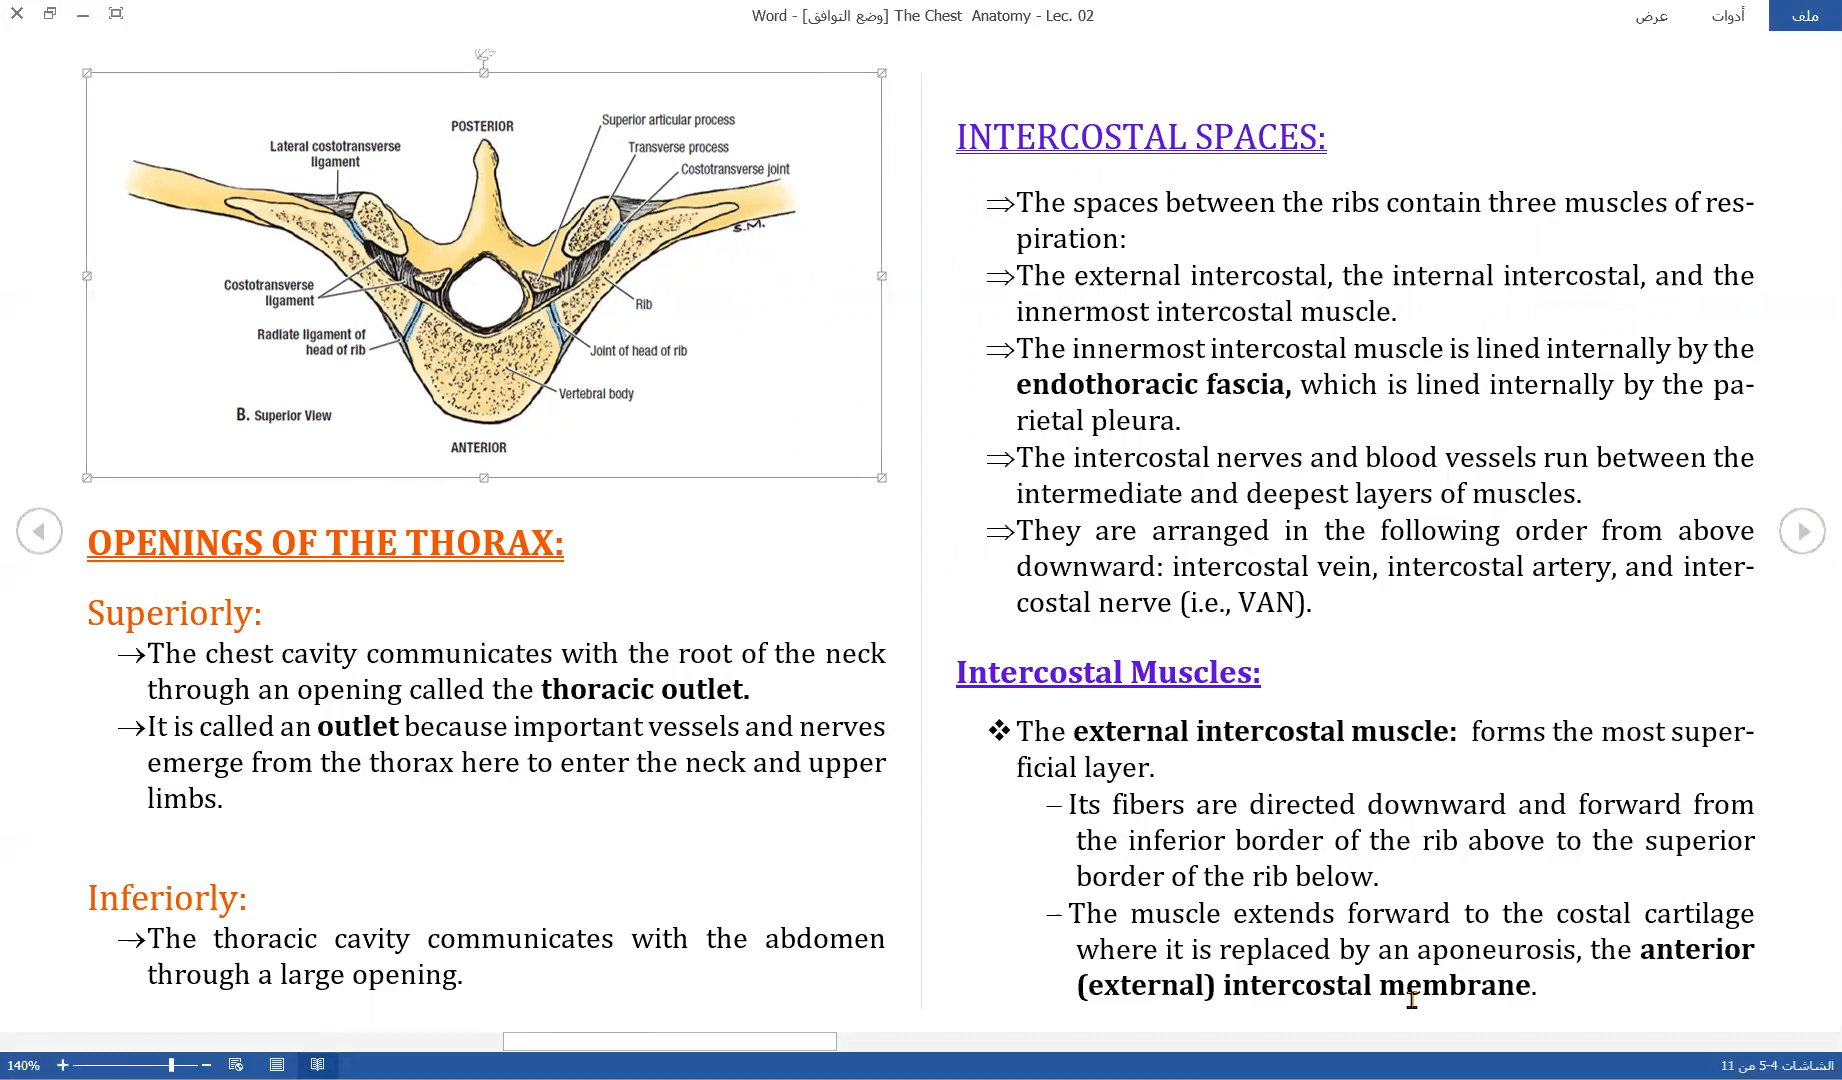 Word - [وضع التوافق] The Chest Anatomy - Lec. 02
عرض
أدوات
ملف
POSTERIOR
Lateral costotransverse
ligament
Superior articular process
Transverse process
Costotransverse joint
S.M.
Costotransverse
ligament
Rib
Radiate ligament of
head of rib
Joint of head of rib
Vertebral body
B. Superior View
ANTERIOR
OPENINGS OF THE THORAX:
Superiorly:
→The chest cavity communicates with the root of the neck
through an opening called the thoracic outlet.
→It is called an outlet because important vessels and nerves
emerge from the thorax here to enter the neck and upper
limbs.
Inferiorly:
→The thoracic cavity communicates with the abdomen
through a large opening.
INTERCOSTAL SPACES:
⇒The spaces between the ribs contain three muscles of res-
piration:
⇒The external intercostal, the internal intercostal, and the
innermost intercostal muscle.
⇒The innermost intercostal muscle is lined internally by the
endothoracic fascia, which is lined internally by the pa-
rietal pleura.
⇒The intercostal nerves and blood vessels run between the
intermediate and deepest layers of muscles.
⇒They are arranged in the following order from above
downward: intercostal vein, intercostal artery, and inter-
costal nerve (i.e., VAN).
Intercostal Muscles:
❖ The external intercostal muscle: forms the most super-
ficial layer.
– Its fibers are directed downward and forward from
the inferior border of the rib above to the superior
border of the rib below.
– The muscle extends forward to the costal cartilage
where it is replaced by an aponeurosis, the anterior
(external) intercostal membrane.
140%
الشاشات 4-5 من 11